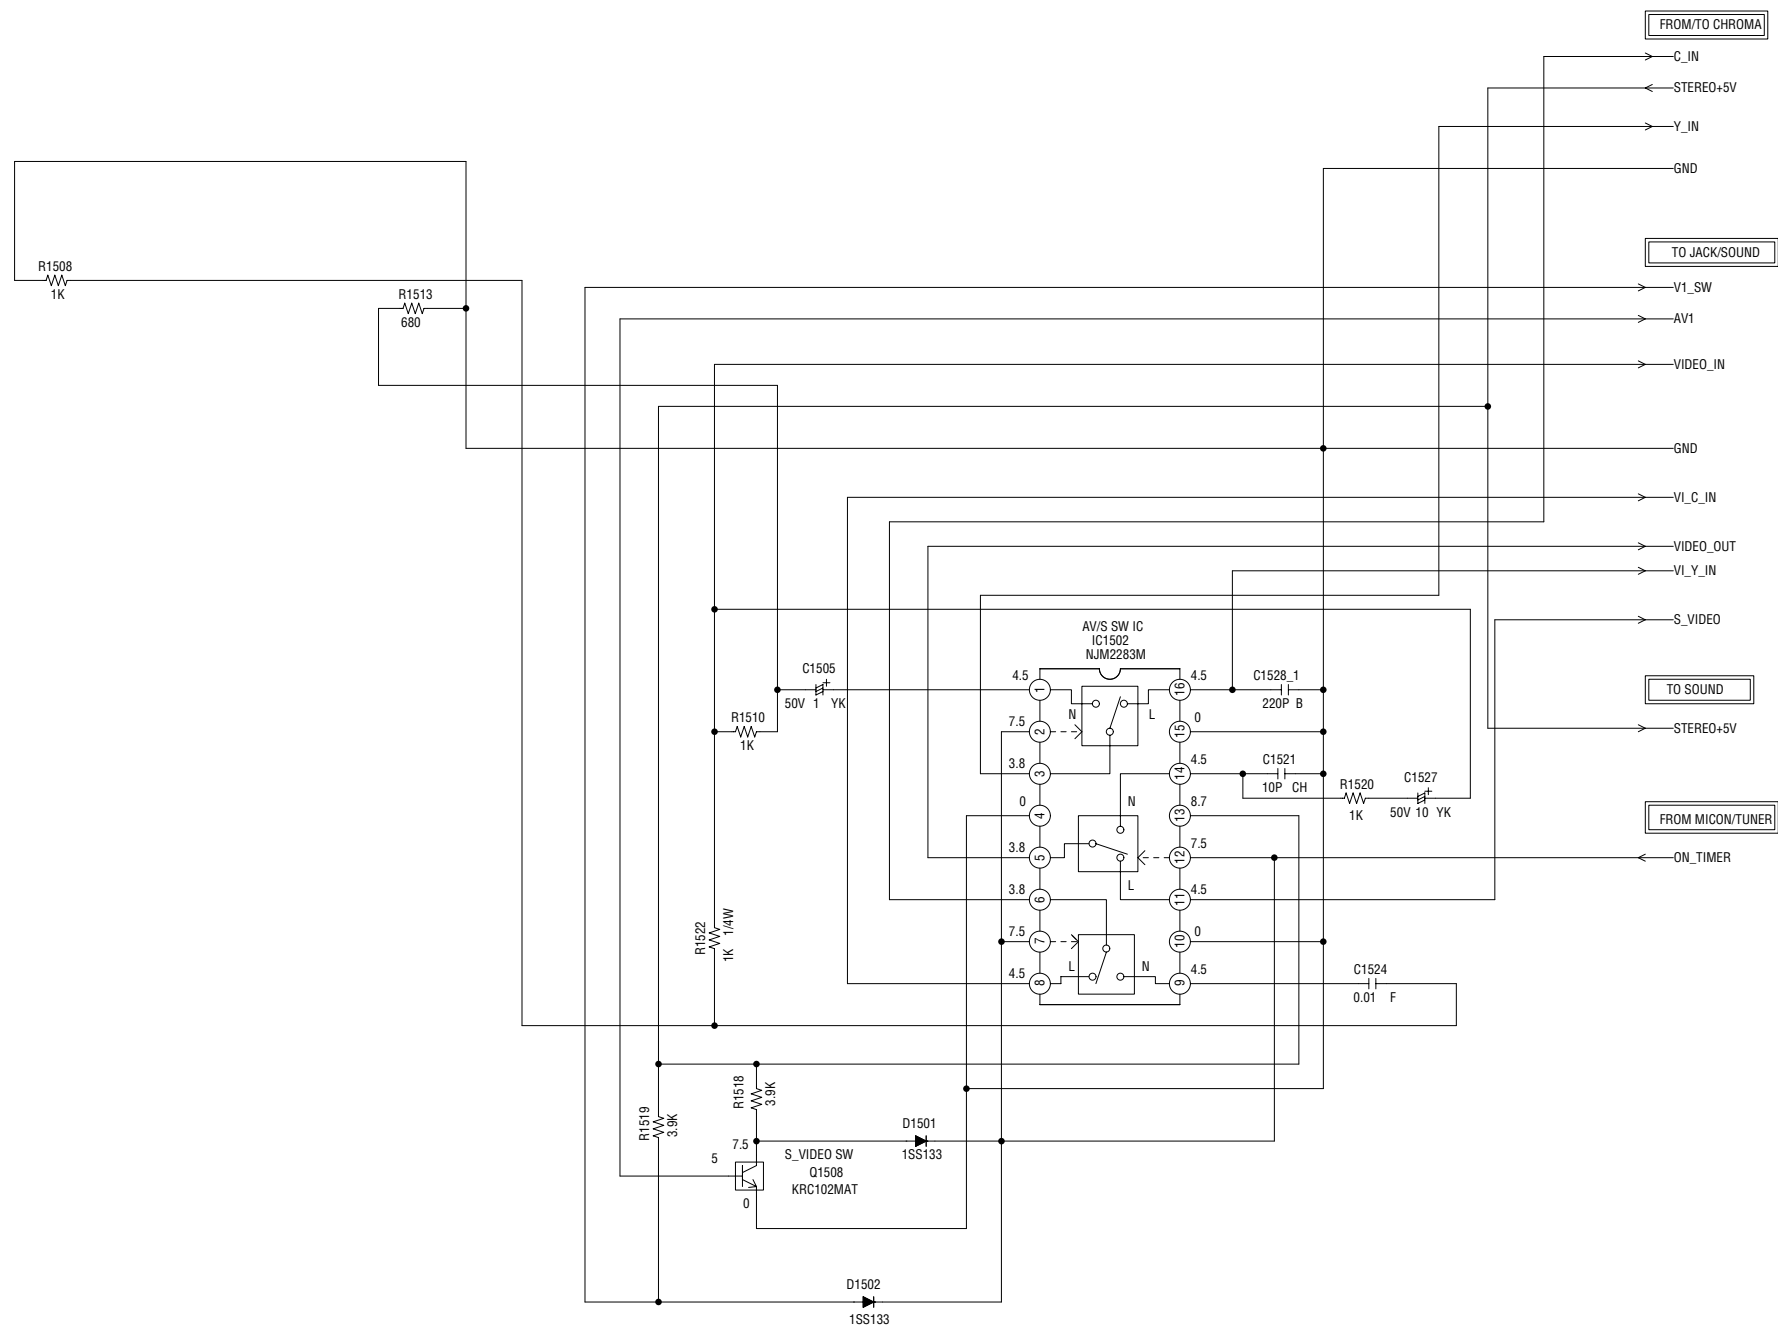 FROM/TO CHROMA
C_IN
STEREO+5V
Y_IN
GND
TO JACK/SOUND
V1_SW
AV1
VIDEO_IN
GND
VI_C_IN
VIDEO_OUT
VI_Y_IN
S_VIDEO
TO SOUND
STEREO+5V
FROM MICON/TUNER
ON_TIMER
R1508
1K
R1513
680
C1505
50V 1 YK
R1510
1K
R1522
1K 1/4W
AV/S SW IC
IC1502
NJM2283M
4.5
1
7.5
2
3.8
3
0
4
3.8
5
3.8
6
7.5
7
4.5
8
N
L
N
L
L
N
16
4.5
15
0
14
4.5
13
8.7
12
7.5
11
4.5
10
0
9
4.5
C1528_1
220P B
C1521
10P CH
R1520
1K
C1527
50V 10 YK
C1524
0.01 F
R1519
3.9K
R1518
3.9K
7.5
5
0
S_VIDEO SW
Q1508
KRC102MAT
D1501
1SS133
D1502
1SS133